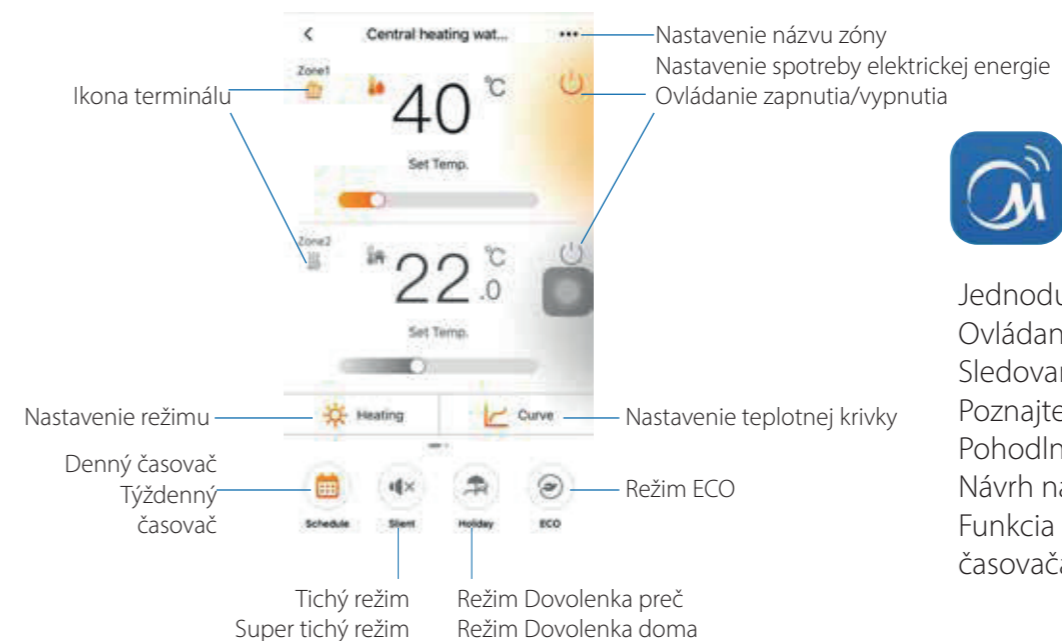 Central heating wat...
Nastavenie názvu zóny
Nastavenie spotreby elektrickej energie
Ovládanie zapnutia/vypnutia
Ikona terminálu
Zone1
40 °C
Set Temp.
Zone2
22.0 °C
Set Temp.
Nastavenie režimu
Heating
Curve
Nastavenie teplotnej krivky
Denný časovač
Týždenný
časovač
Schedule
Silent
Holiday
ECO
Režim ECO
Tichý režim
Super tichý režim
Režim Dovolenka preč
Režim Dovolenka doma
Jednodu
Ovládan
Sledova
Poznajte
Pohodln
Návrh n
Funkcia
časovač